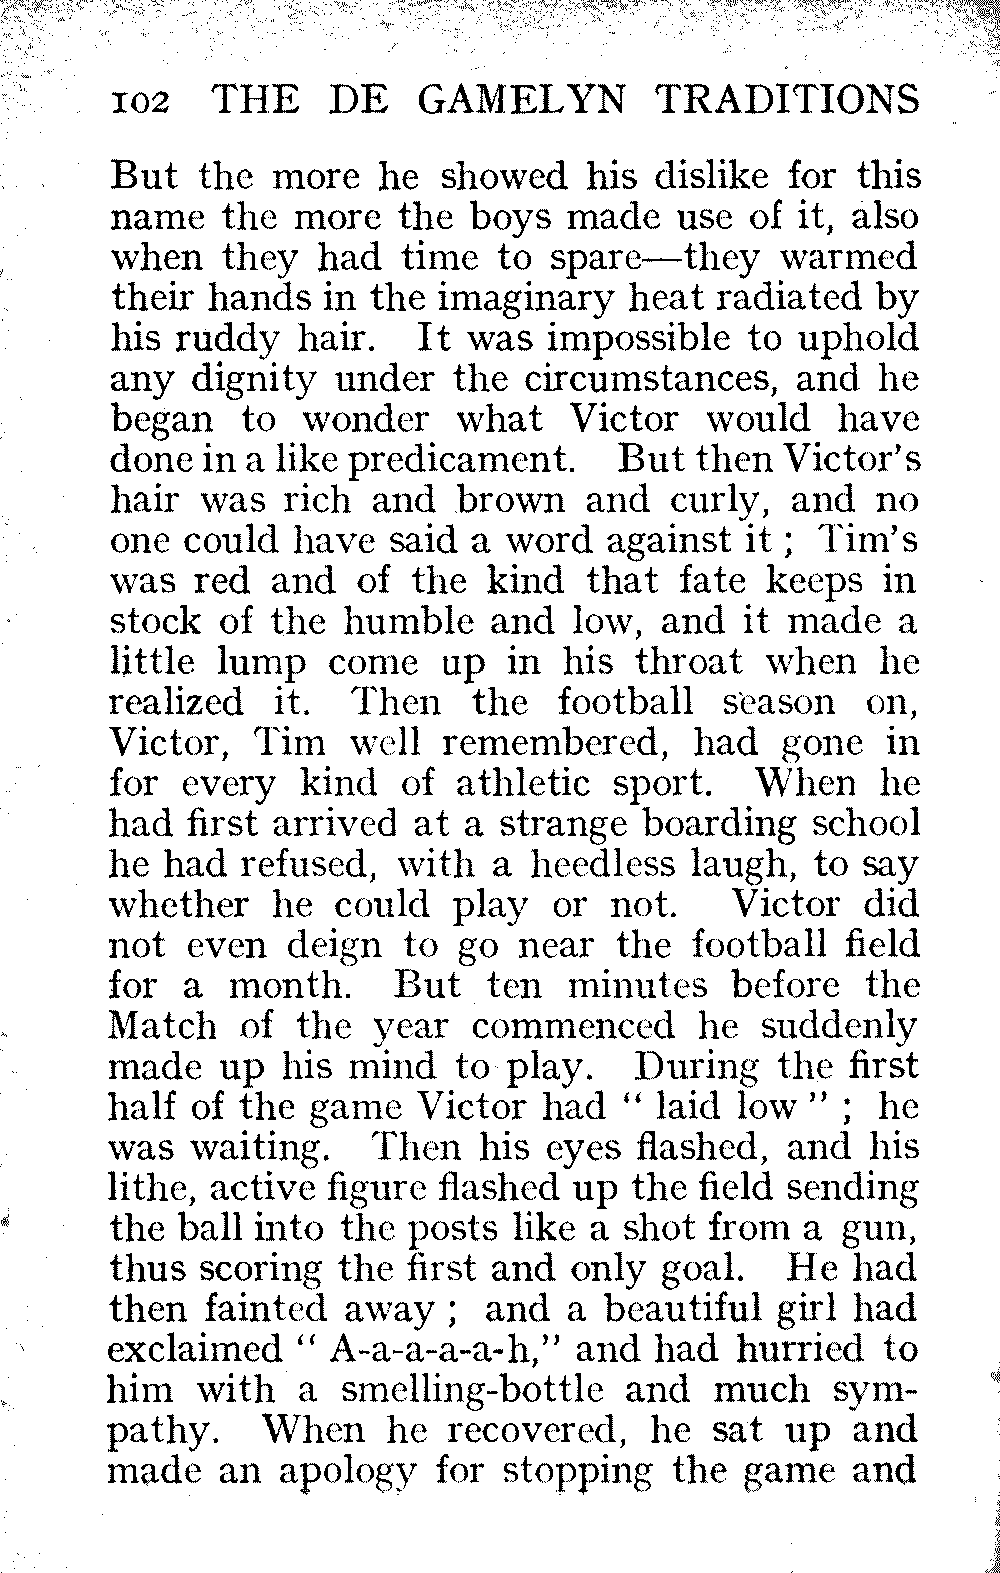 102 THE DE GAMELYN TRADITIONS
But the more he showed his dislike for this
name the more the boys made use of it, also
when they had time to spare—they warmed
their hands in the imaginary heat radiated by
his ruddy hair. It was impossible to uphold
any dignity under the circumstances, and he
began to wonder what Victor would have
done in a like predicament. But then Victor's
hair was rich and brown and curly, and no
one could have said a word against it ; Tim's
was red and of the kind that fate keeps in
stock of the humble and low, and it made a
little lump come up in his throat when he
realized it. Then the football season on,
Victor, Tim well remembered, had gone in
for every kind of athletic sport. When he
had first arrived at a strange boarding school
he had refused, with a heedless laugh, to say
whether he could play or not. Victor did
not even deign to go near the football field
for a month. But ten minutes before the
Match of the year commenced he suddenly
made up his mind to play. During the first
half of the game Victor had “ laid low ” ; he
was waiting. Then his eyes flashed, and his
lithe, active figure flashed up the field sending
the ball into the posts like a shot from a gun,
thus scoring the first and only goal. He had
then fainted away ; and a beautiful girl had
exclaimed “ A-a-a-a-a-h,” and had hurried to
him with a smelling-bottle and much sym-
pathy. When he recovered, he sat up and
made an apology for stopping the game and